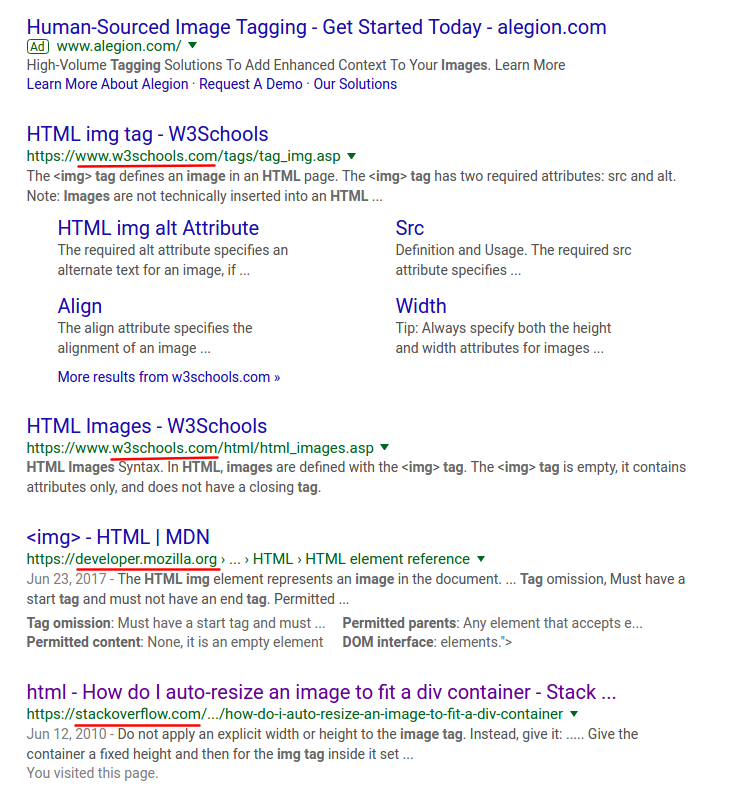 Human-Sourced Image Tagging - Get Started Today - alegion.com
Ad www.alegion.com/
High-Volume Tagging Solutions To Add Enhanced Context To Your Images. Learn More
Learn More About Alegion · Request A Demo · Our Solutions
HTML img tag - W3Schools
https://www.w3schools.com/tags/tag_img.asp
The <img> tag defines an image in an HTML page. The <img> tag has two required attributes: src and alt.
Note: Images are not technically inserted into an HTML ...
HTML img alt Attribute
The required alt attribute specifies an
alternate text for an image, if ...
Src
Definition and Usage. The required src
attribute specifies ...
Align
The align attribute specifies the
alignment of an image ...
Width
Tip: Always specify both the height
and width attributes for images ...
More results from w3schools.com »
HTML Images - W3Schools
https://www.w3schools.com/html/html_images.asp
HTML Images Syntax. In HTML, images are defined with the <img> tag. The <img> tag is empty, it contains
attributes only, and does not have a closing tag.
<img> - HTML | MDN
https://developer.mozilla.org › ... › HTML › HTML element reference
Jun 23, 2017 - The HTML img element represents an image in the document. ... Tag omission, Must have a
start tag and must not have an end tag. Permitted ...
Tag omission: Must have a start tag and must ... Permitted parents: Any element that accepts e...
Permitted content: None, it is an empty element DOM interface: elements.">
html - How do I auto-resize an image to fit a div container - Stack ...
https://stackoverflow.com/.../how-do-i-auto-resize-an-image-to-fit-a-div-container
Jun 12, 2010 - Do not apply an explicit width or height to the image tag. Instead, give it: ..... Give the
container a fixed height and then for the img tag inside it set ...
You visited this page.